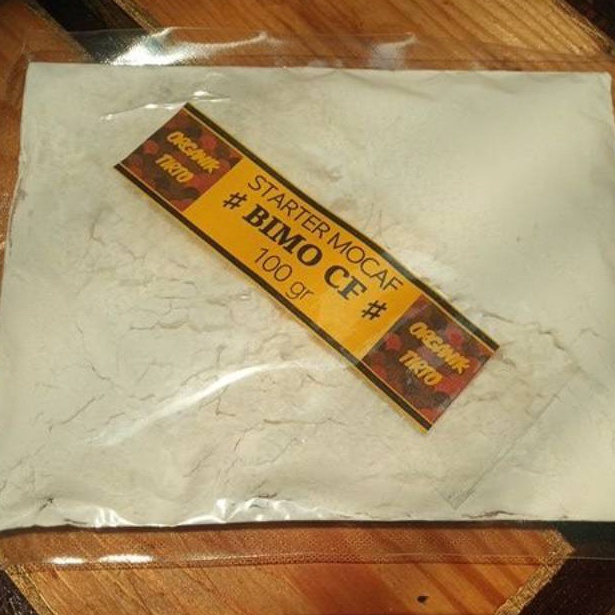 ORGANIK
TIRTO
STARTER MOCAF
# BIMO CF #
100 gr
ORGANIK
TIRTO